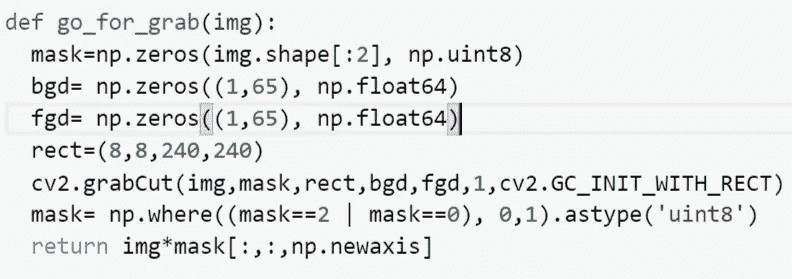 def go_for_grab(img):
  mask=np.zeros(img.shape[:2], np.uint8)
  bgd= np.zeros((1,65), np.float64)
  fgd= np.zeros((1,65), np.float64)
  rect=(8,8,240,240)
  cv2.grabCut(img,mask,rect,bgd,fgd,1,cv2.GC_INIT_WITH_RECT)
  mask= np.where((mask==2 | mask==0), 0,1).astype('uint8')
  return img*mask[:,:,np.newaxis]